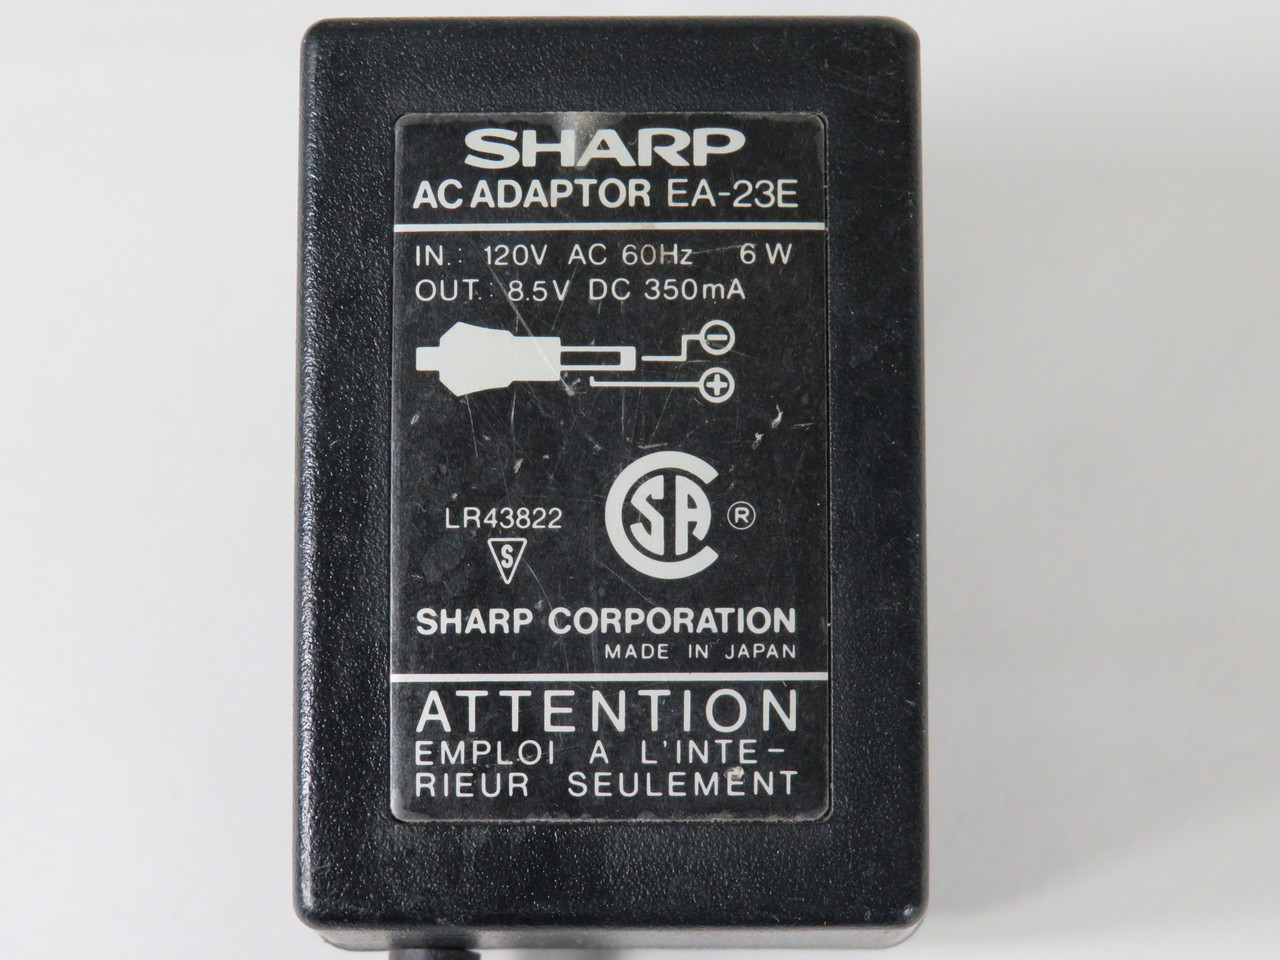 SHARP
AC ADAPTOR EA-23E
IN.: 120V AC 60Hz 6 W
OUT.: 8.5V DC 350mA
LR43822
S
CSA ®
SHARP CORPORATION
MADE IN JAPAN
ATTENTION
EMPLOI A L'INTE-
RIEUR SEULEMENT